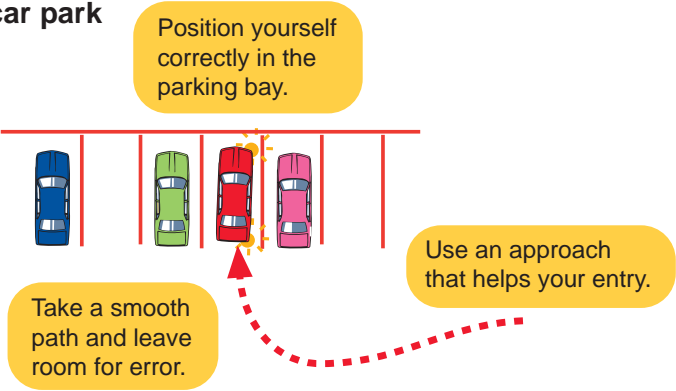 car park
Position yourself
correctly in the
parking bay.
Use an approach
that helps your entry.
Take a smooth
path and leave
room for error.